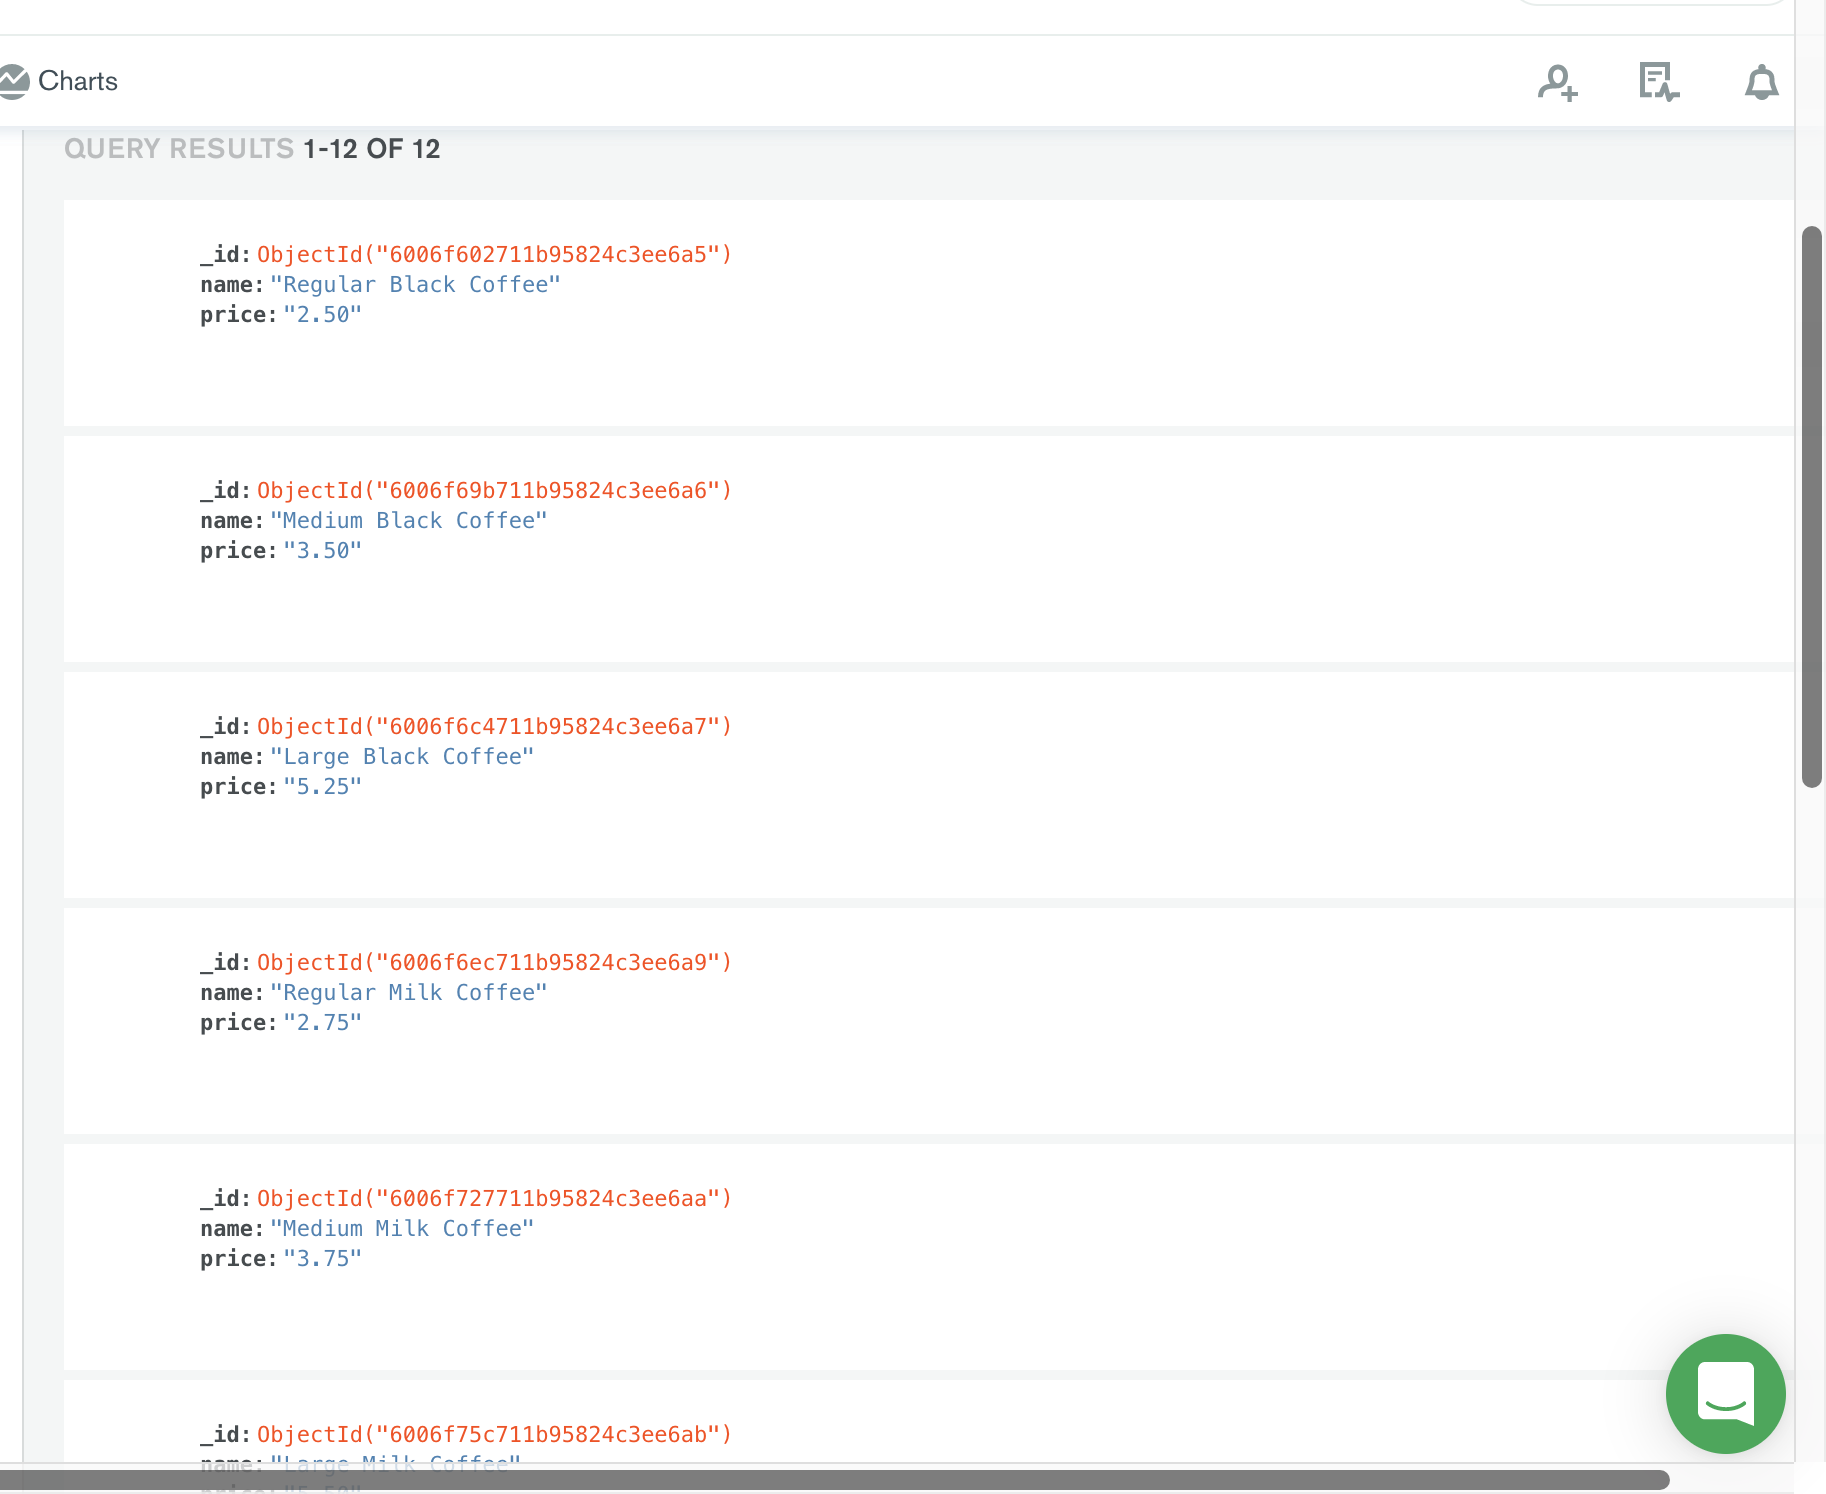 Charts
QUERY RESULTS 1-12 OF 12
_id: ObjectId("6006f602711b95824c3ee6a5")
name: "Regular Black Coffee"
price: "2.50"
_id: ObjectId("6006f69b711b95824c3ee6a6")
name: "Medium Black Coffee"
price: "3.50"
_id: ObjectId("6006f6c4711b95824c3ee6a7")
name: "Large Black Coffee"
price: "5.25"
_id: ObjectId("6006f6ec711b95824c3ee6a9")
name: "Regular Milk Coffee"
price: "2.75"
_id: ObjectId("6006f727711b95824c3ee6aa")
name: "Medium Milk Coffee"
price: "3.75"
_id: ObjectId("6006f75c711b95824c3ee6ab")
name: "Large Milk Coffee"